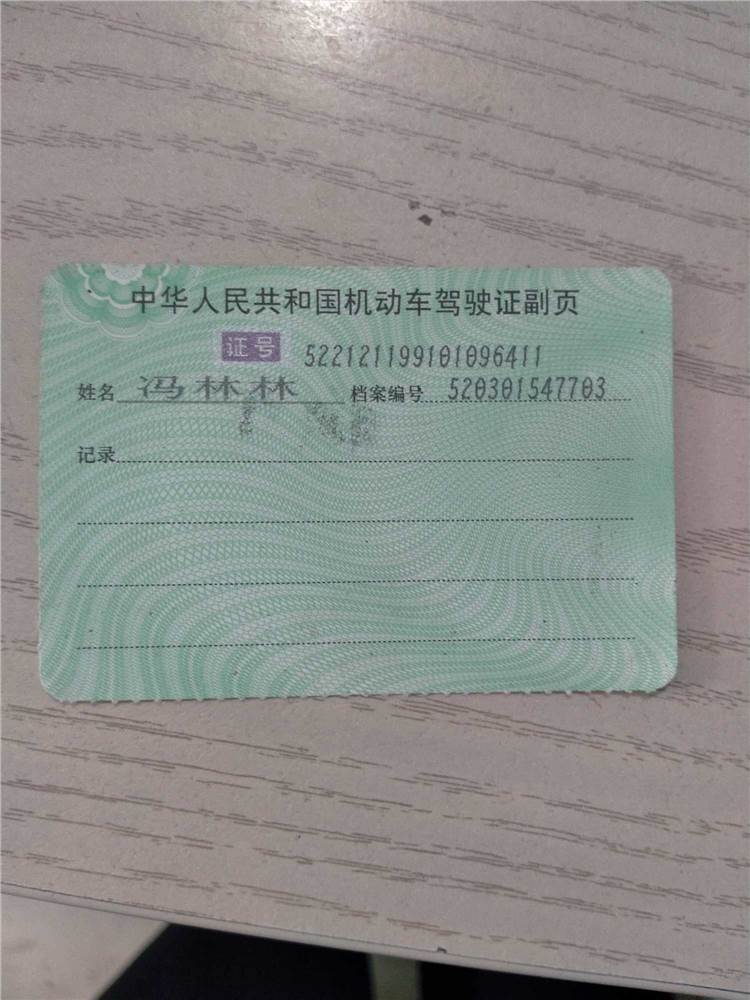 中华人民共和国机动车驾驶证副页
证号 522121199101096411
姓名 冯林林 档案编号 520301547703
记录